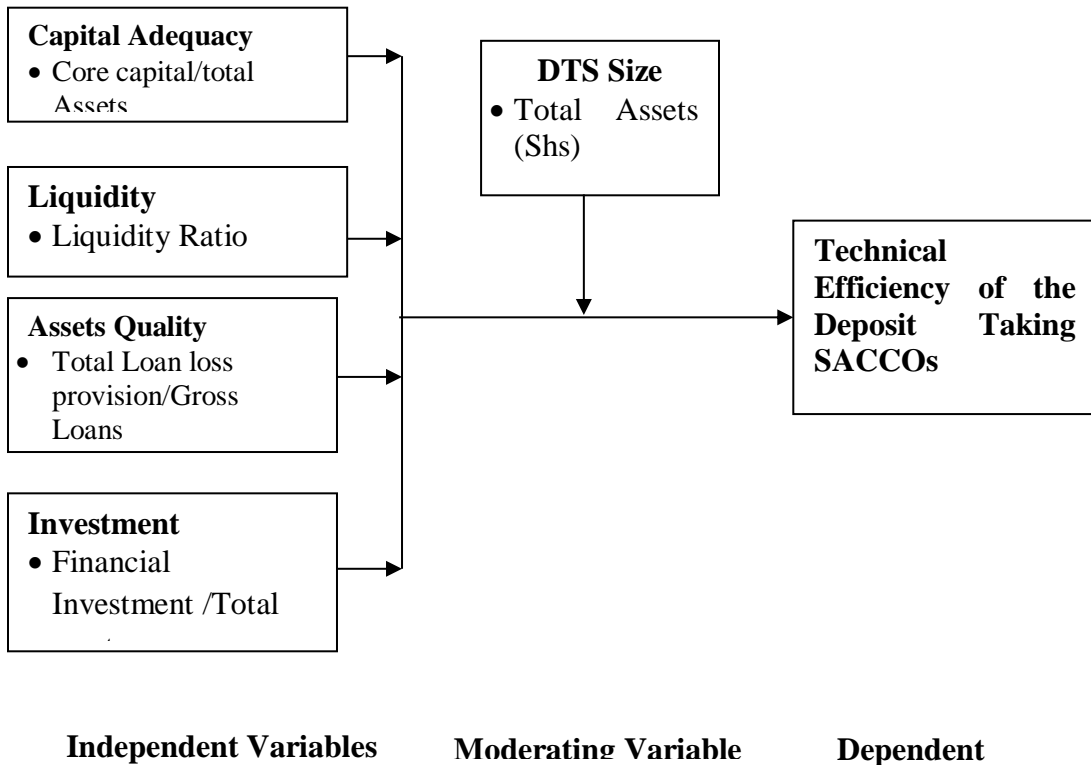 Capital Adequacy
• Core capital/total
Assets
Liquidity
• Liquidity Ratio
Assets Quality
• Total Loan loss
provision/Gross
Loans
Investment
• Financial
Investment /Total
DTS Size
• Total Assets
(Shs)
Technical
Efficiency of the
Deposit Taking
SACCOs
Independent Variables
Moderating Variable
Dependent